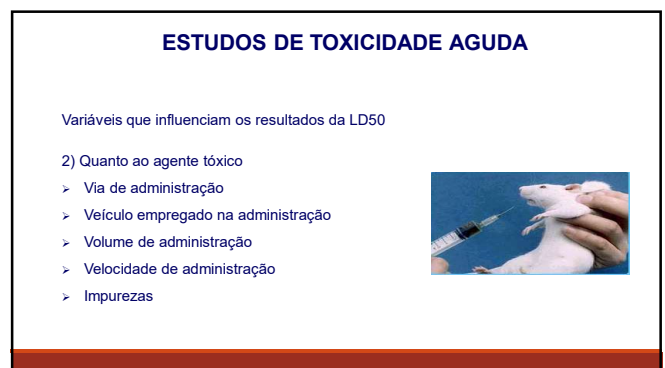 ESTUDOS DE TOXICIDADE AGUDA
Variáveis que influenciam os resultados da LD50
2) Quanto ao agente tóxico
➢ Via de administração
➢ Veículo empregado na administração
➢ Volume de administração
➢ Velocidade de administração
➢ Impurezas